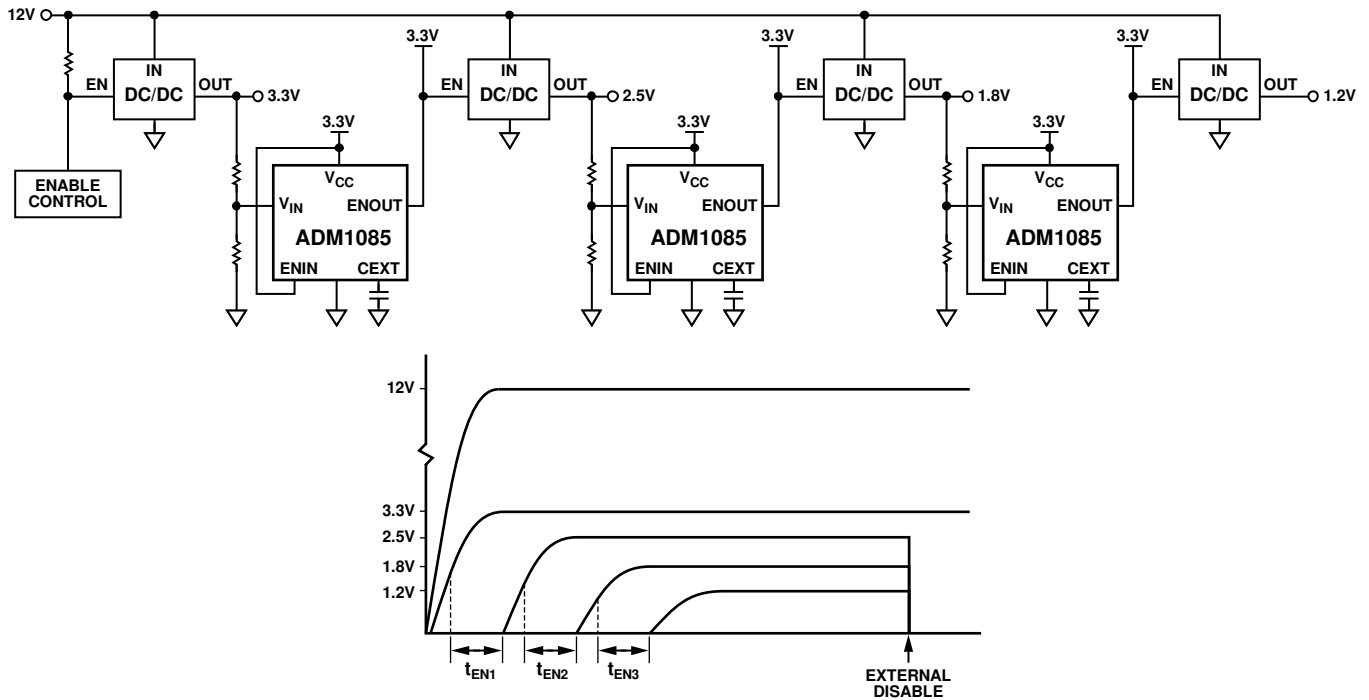 12V
3.3V 3.3V 3.3V
IN IN IN IN
EN DC/DC OUT 3.3V EN DC/DC OUT 2.5V EN DC/DC OUT 1.8V EN DC/DC OUT 1.2V
3.3V 3.3V 3.3V
ENABLE
CONTROL
VCC VCC VCC
VIN ENOUT VIN ENOUT VIN ENOUT
ADM1085 ADM1085 ADM1085
ENIN CEXT ENIN CEXT ENIN CEXT
12V
3.3V
2.5V
1.8V
1.2V
tEN1 tEN2 tEN3
EXTERNAL
DISABLE